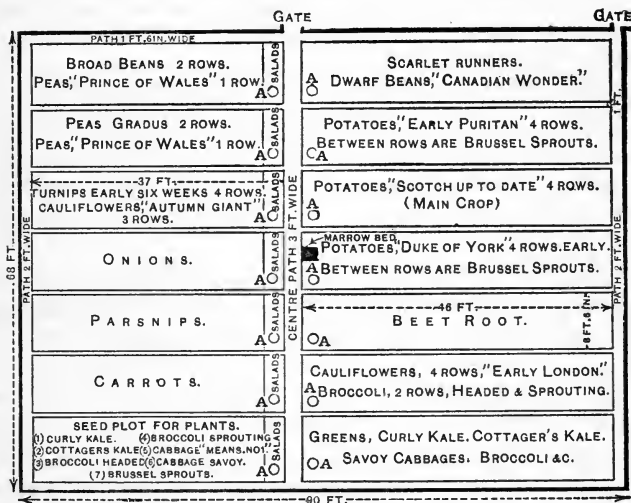 GATE
GATE
PATH 1 FT. 6IN. WIDE
BROAD BEANS 2 ROWS.
PEAS, "PRINCE OF WALES" 1 ROW.
A
SALADS
PEAS GRADUS 2 ROWS.
PEAS, "PRINCE OF WALES" 1 ROW.
A
SALADS
37 FT.
TURNIPS EARLY SIX WEEKS 4 ROWS.
CAULIFLOWERS, "AUTUMN GIANT"
3 ROWS.
A
SALADS
ONIONS.
A
SALADS
PARSNIPS.
A
SALADS
CARROTS.
A
SALADS
SEED PLOT FOR PLANTS.
(1) CURLY KALE. (4) BROCCOLI SPROUTING
(2) COTTAGERS KALE (5) CABBAGE "MEANS. NO1."
(3) BROCCOLI HEADED (6) CABBAGE SAVOY.
(7) BRUSSEL SPROUTS.
A
SALADS
68 FT.
PATH 2 FT. WIDE
CENTRE PATH 3 FT. WIDE
SCARLET RUNNERS.
A
DWARF BEANS, "CANADIAN WONDER."
1 FT.
POTATOES, "EARLY PURITAN" 4 ROWS.
BETWEEN ROWS ARE BRUSSEL SPROUTS.
A
POTATOES, "SCOTCH UP TO DATE" 4 ROWS.
(MAIN CROP)
A
MARROW BED
POTATOES, "DUKE OF YORK" 4 ROWS. EARLY.
A
BETWEEN ROWS ARE BRUSSEL SPROUTS.
46 FT.
BEET ROOT.
A
8 FT. 6 IN.
CAULIFLOWERS, 4 ROWS, "EARLY LONDON."
A
BROCCOLI, 2 ROWS, HEADED & SPROUTING.
GREENS, CURLY KALE. COTTAGER'S KALE.
A
SAVOY CABBAGES. BROCCOLI &C.
PATH 2 FT. WIDE
90 FT.